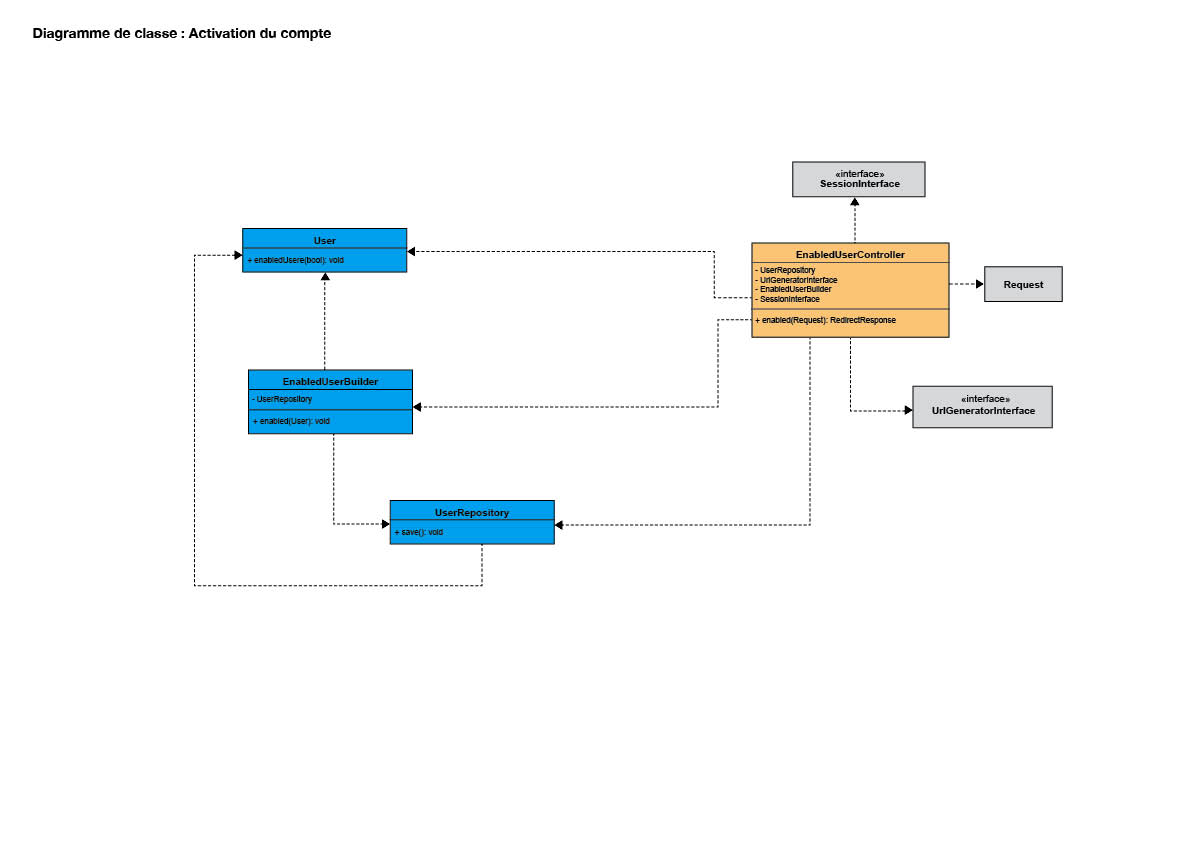 Diagramme de classe : Activation du compte
«interface»
SessionInterface
User
+ enabledUsere(bool): void
EnabledUserController
- UserRepository
- UrlGeneratorInterface
- EnabledUserBuilder
- SessionInterface
+ enabled(Request): RedirectResponse
Request
EnabledUserBuilder
- UserRepository
+ enabled(User): void
«interface»
UrlGeneratorInterface
UserRepository
+ save(): void